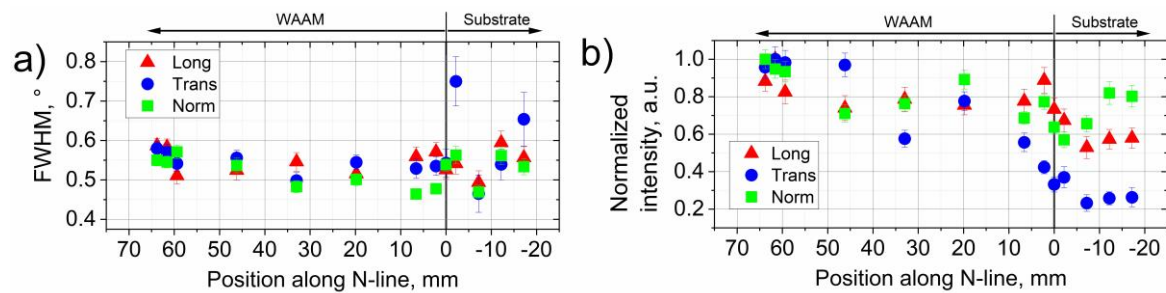 a)
WAAM
Substrate
0.8
0.7
0.6
0.5
0.4
FWHM, °
Long
Trans
Norm
70 60 50 40 30 20 10 0 -10 -20
Position along N-line, mm
b)
WAAM
Substrate
1.0
0.8
0.6
0.4
0.2
Normalized
intensity, a.u.
Long
Trans
Norm
70 60 50 40 30 20 10 0 -10 -20
Position along N-line, mm